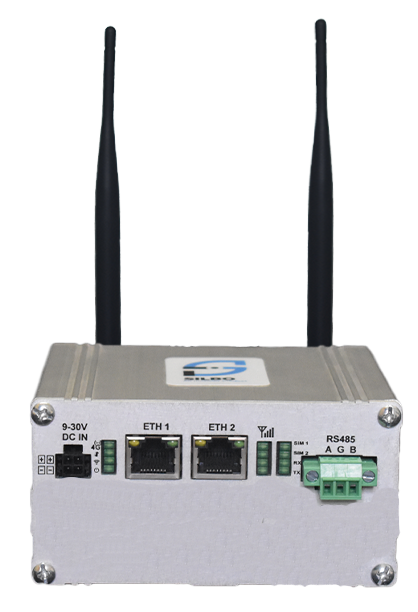 SILBO
9-30V
DC IN
ETH 1
ETH 2
SIM 1
SIM 2
RX
TX
RS485
A G B